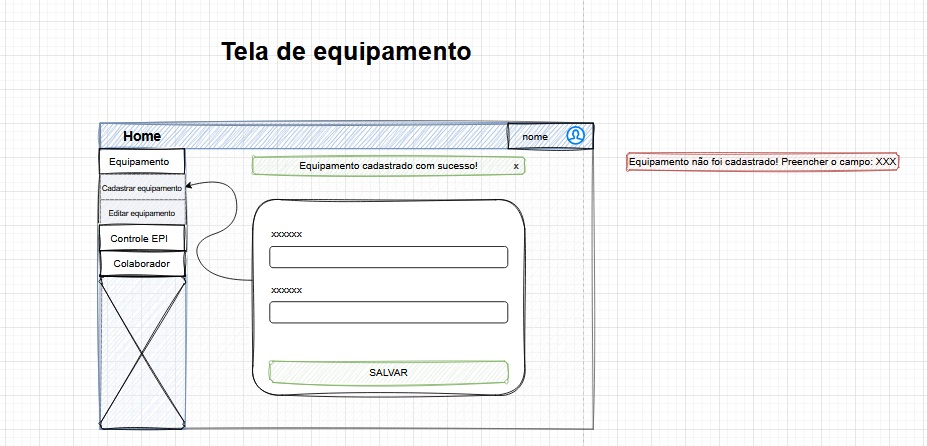 Tela de equipamento
Home
nome
Equipamento
Equipamento cadastrado com sucesso!
x
Equipamento não foi cadastrado! Preencher o campo: XXX
Cadastrar equipamento
Editar equipamento
Controle EPI
Colaborador
xxxxxx
xxxxxx
SALVAR